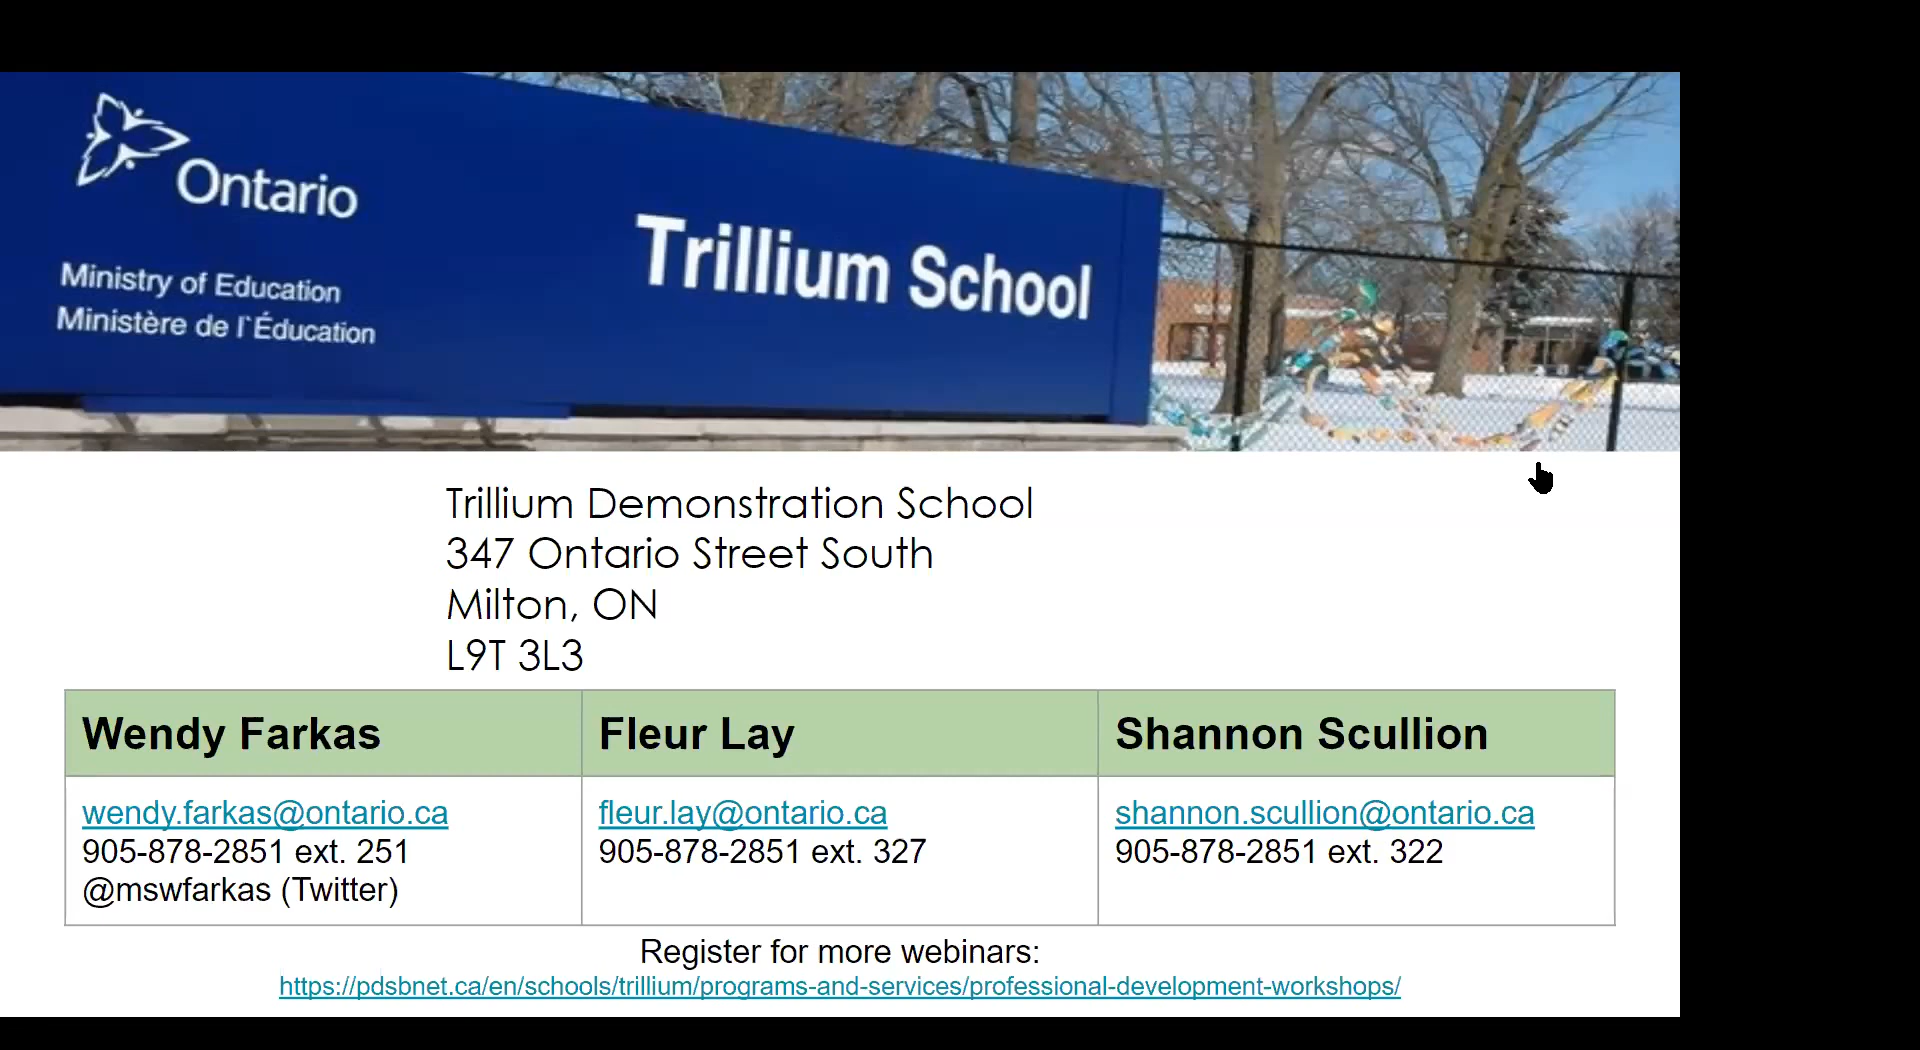 Ontario
Ministry of Education
Ministère de l'Éducation
Trillium School
Trillium Demonstration School
347 Ontario Street South
Milton, ON
L9T 3L3
Wendy Farkas
wendy.farkas@ontario.ca
905-878-2851 ext. 251
@mswfarkas (Twitter)
Fleur Lay
fleur.lay@ontario.ca
905-878-2851 ext. 327
Shannon Scullion
shannon.scullion@ontario.ca
905-878-2851 ext. 322
Register for more webinars:
https://pdsbnet.ca/en/schools/trillium/programs-and-services/professional-development-workshops/